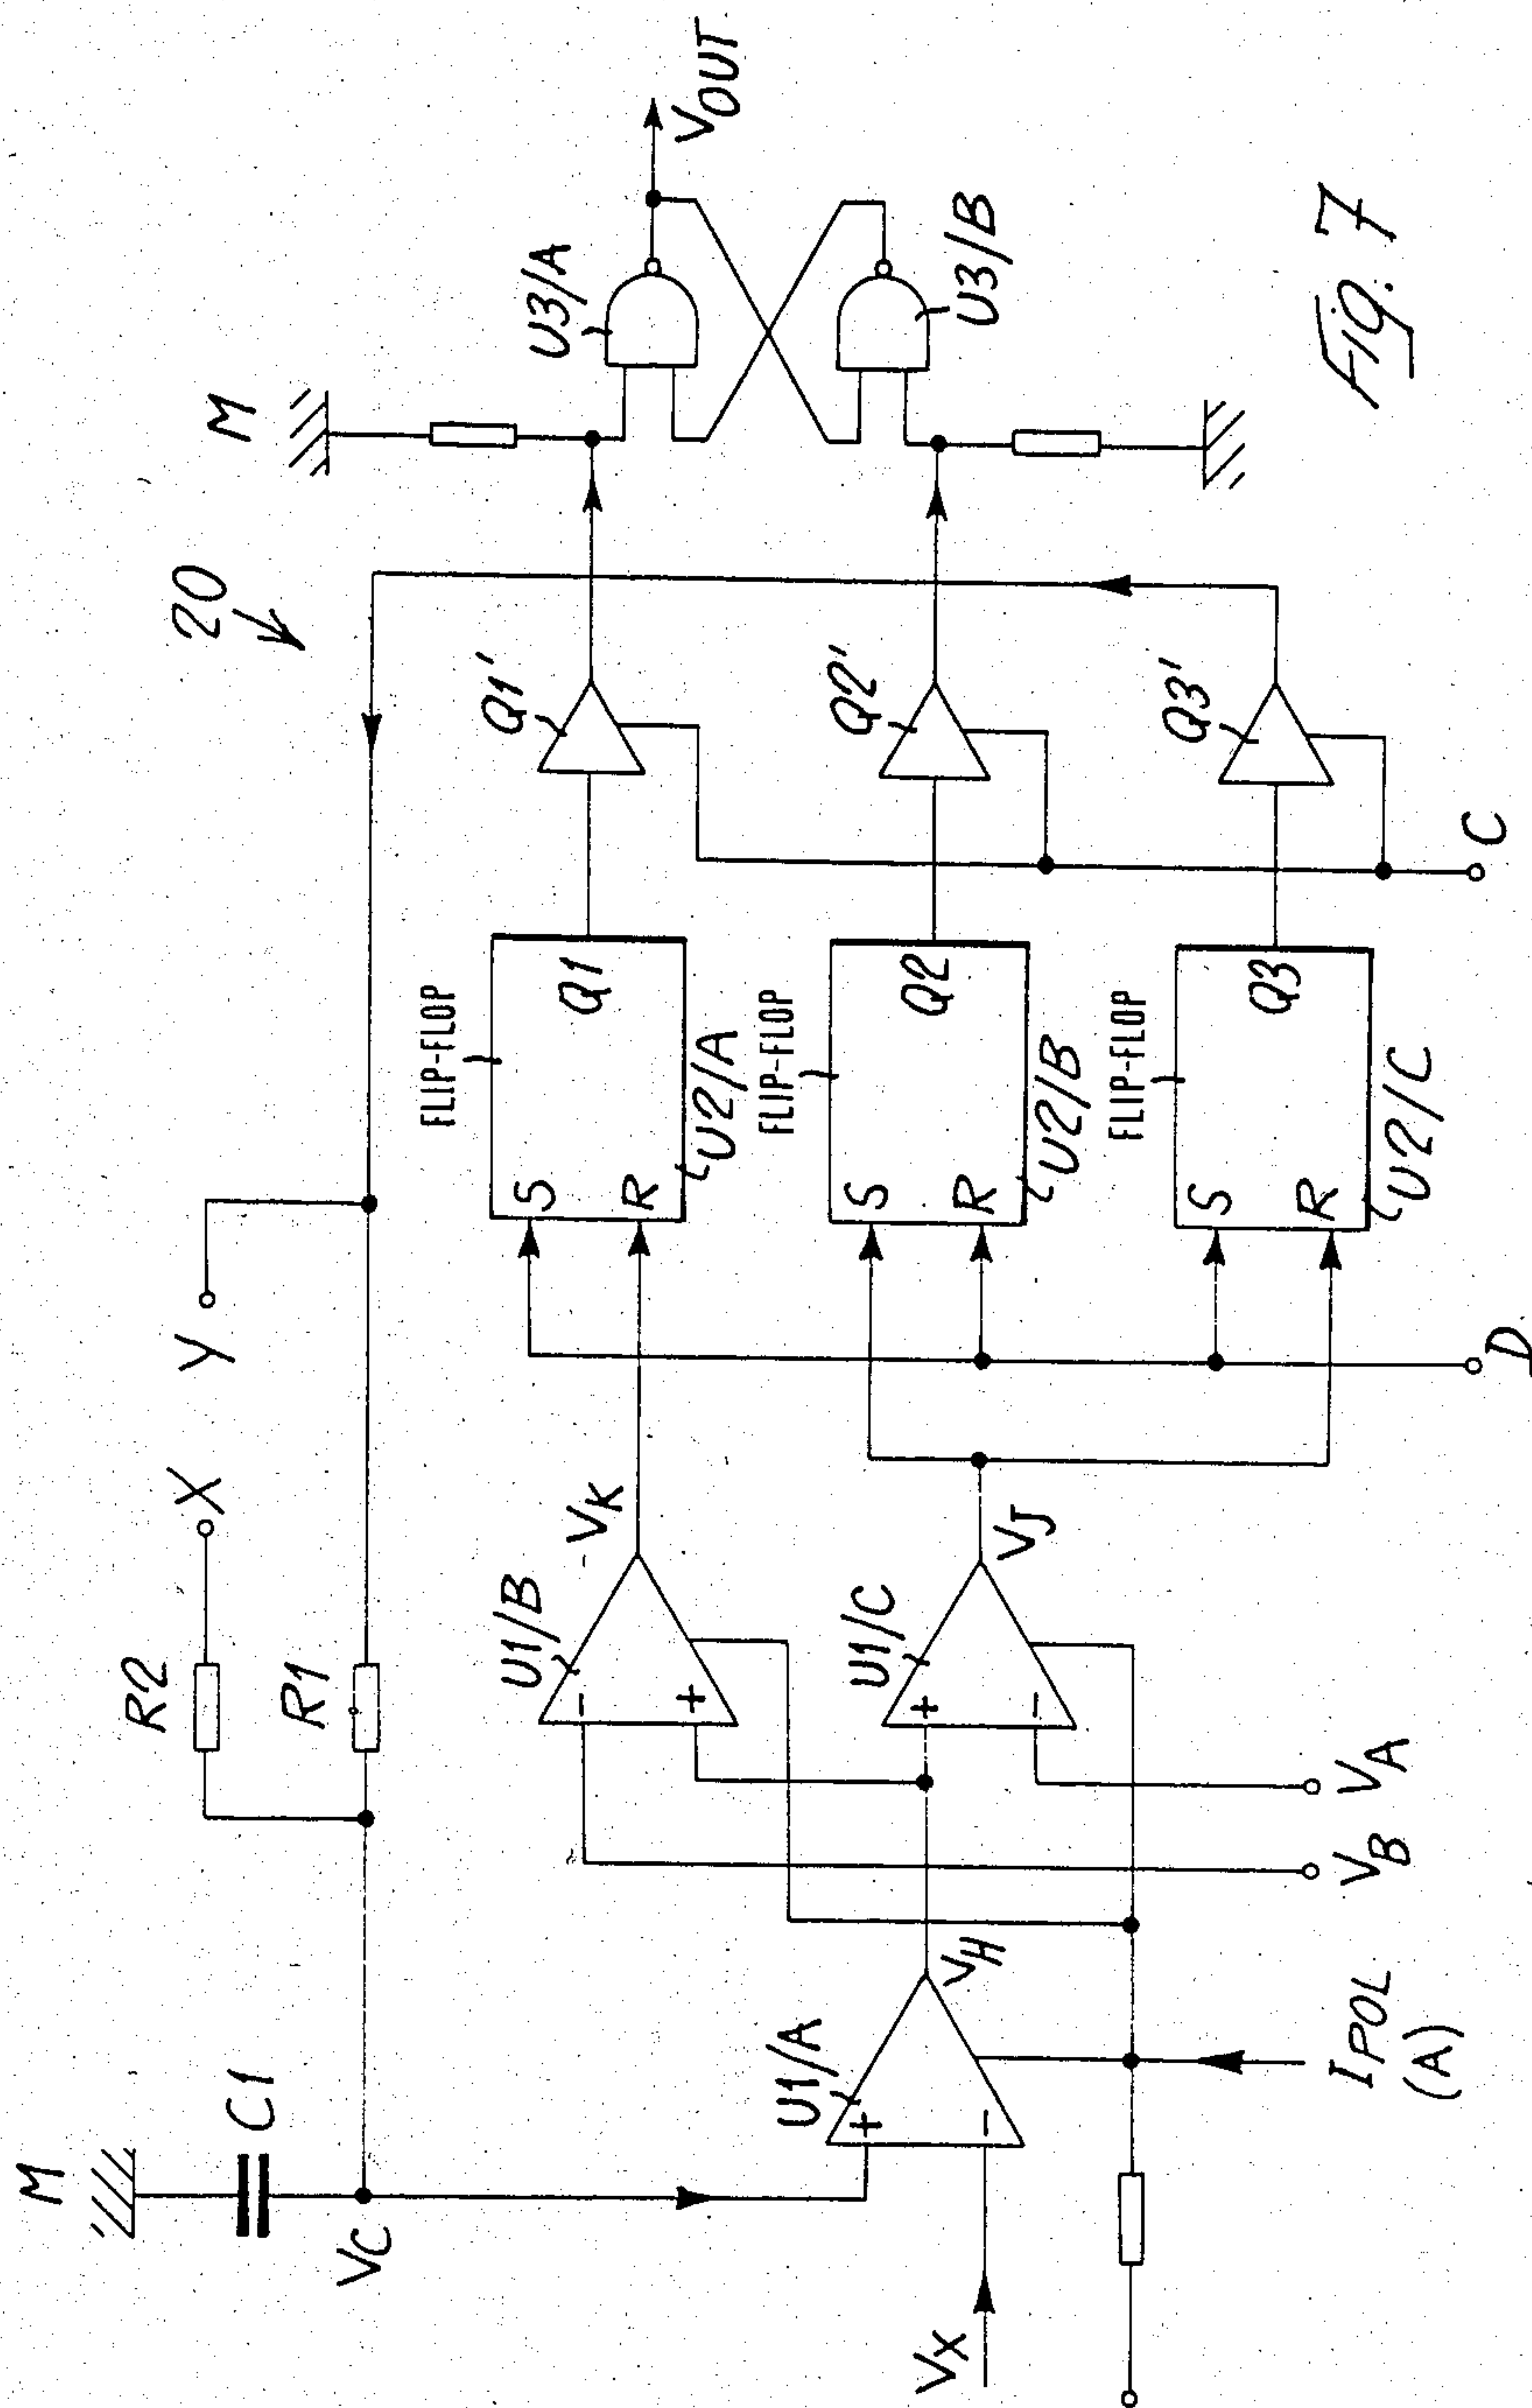 M
20
Y
X
R2
R1
C1
M
VC
FLIP-FLOP
S
R
Q1
U2/A
Q1'
U3/A
VOUT
U1/B
-
+
VK
FLIP-FLOP
S
R
Q2
U2/B
Q2'
U3/B
U1/A
+
-
VH
U1/C
+
-
VJ
FLIP-FLOP
S
R
Q3
U2/C
Q3'
VX
IPOL
(A)
VB
VA
D
C
Fig. 7